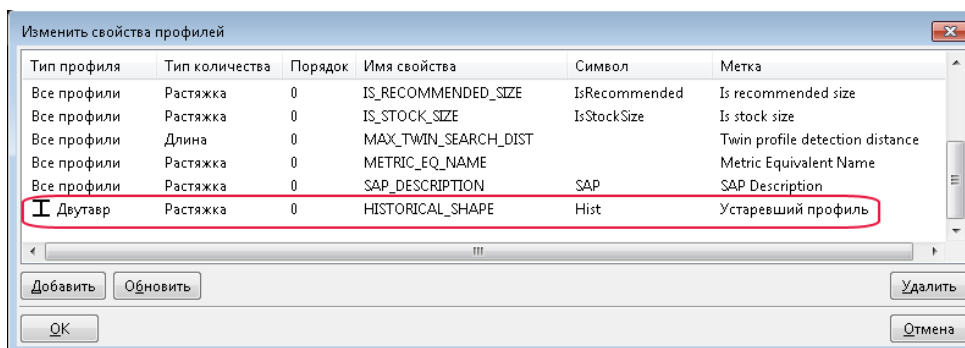 Изменить свойства профилей
Тип профиля Тип количества Порядок Имя свойства Символ Метка
Все профили Растяжка 0 IS_RECOMMENDED_SIZE IsRecommended Is recommended size
Все профили Растяжка 0 IS_STOCK_SIZE IsStockSize Is stock size
Все профили Длина 0 MAX_TWIN_SEARCH_DIST Twin profile detection distance
Все профили Растяжка 0 METRIC_EQ_NAME Metric Equivalent Name
Все профили Растяжка 0 SAP_DESCRIPTION SAP SAP Description
Двутавр Растяжка 0 HISTORICAL_SHAPE Hist Устаревший профиль
Добавить Обновить Удалить
OK Отмена